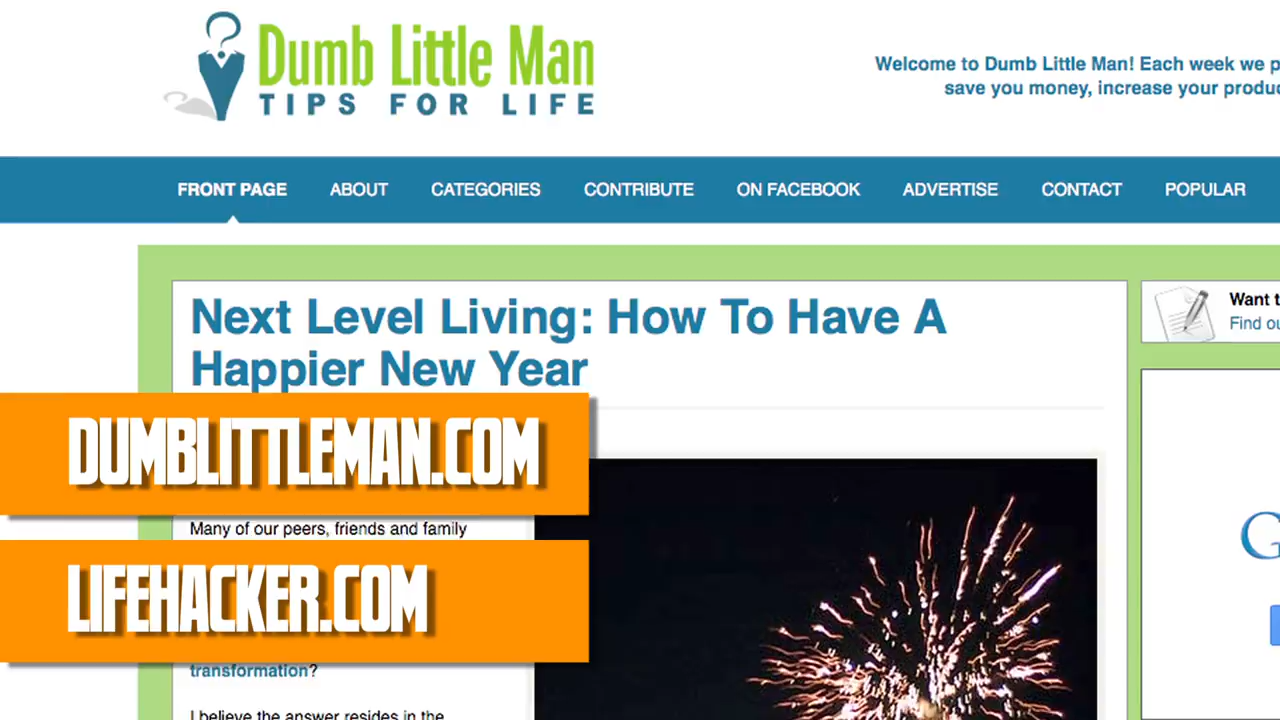 Dumb Little Man
TIPS FOR LIFE
Welcome to Dumb Little Man! Each week we
save you money, increase your
FRONT PAGE ABOUT CATEGORIES CONTRIBUTE ON FACEBOOK ADVERTISE CONTACT POPULAR
Next Level Living: How To Have A
Happier New Year
Want
Find
DUMBLITTLEMAN.COM
Many of our peers, friends and family
LIFEHACKER.COM
transformation?
I believe the answer resides in the